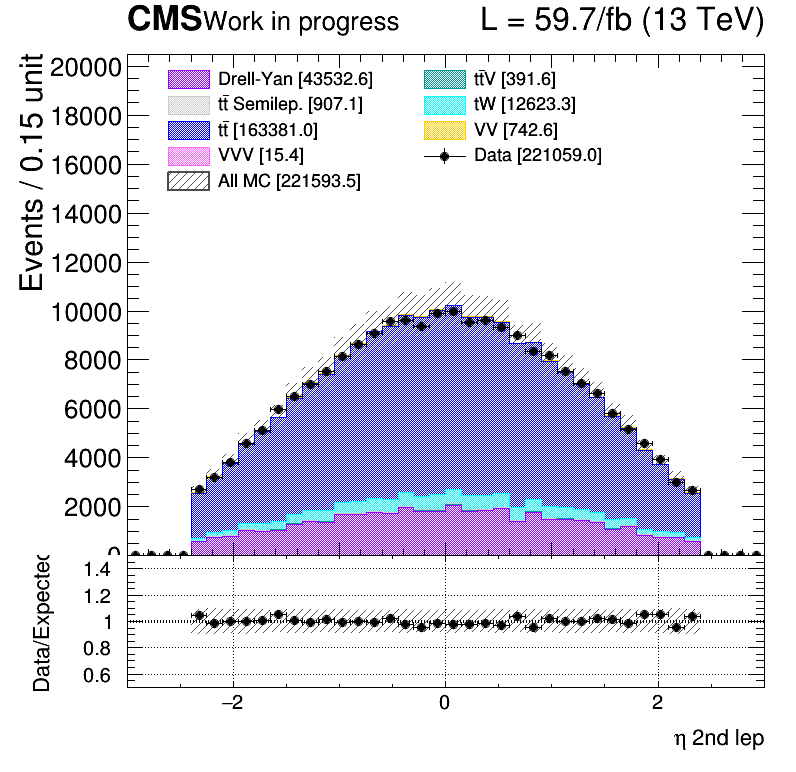 CMS Work in progress L = 59.7/fb (13 TeV)
Events / 0.15 unit
20000
18000
16000
14000
12000
10000
8000
6000
4000
2000
0
Drell-Yan [43532.6]
tt̄ Semilep. [907.1]
tt̄ [163381.0]
VVV [15.4]
All MC [221593.5]
tt̄V [391.6]
tW [12623.3]
VV [742.6]
Data [221059.0]
Data/Expected
1.4
1.2
1
0.8
0.6
−2 0 2
η 2nd lep